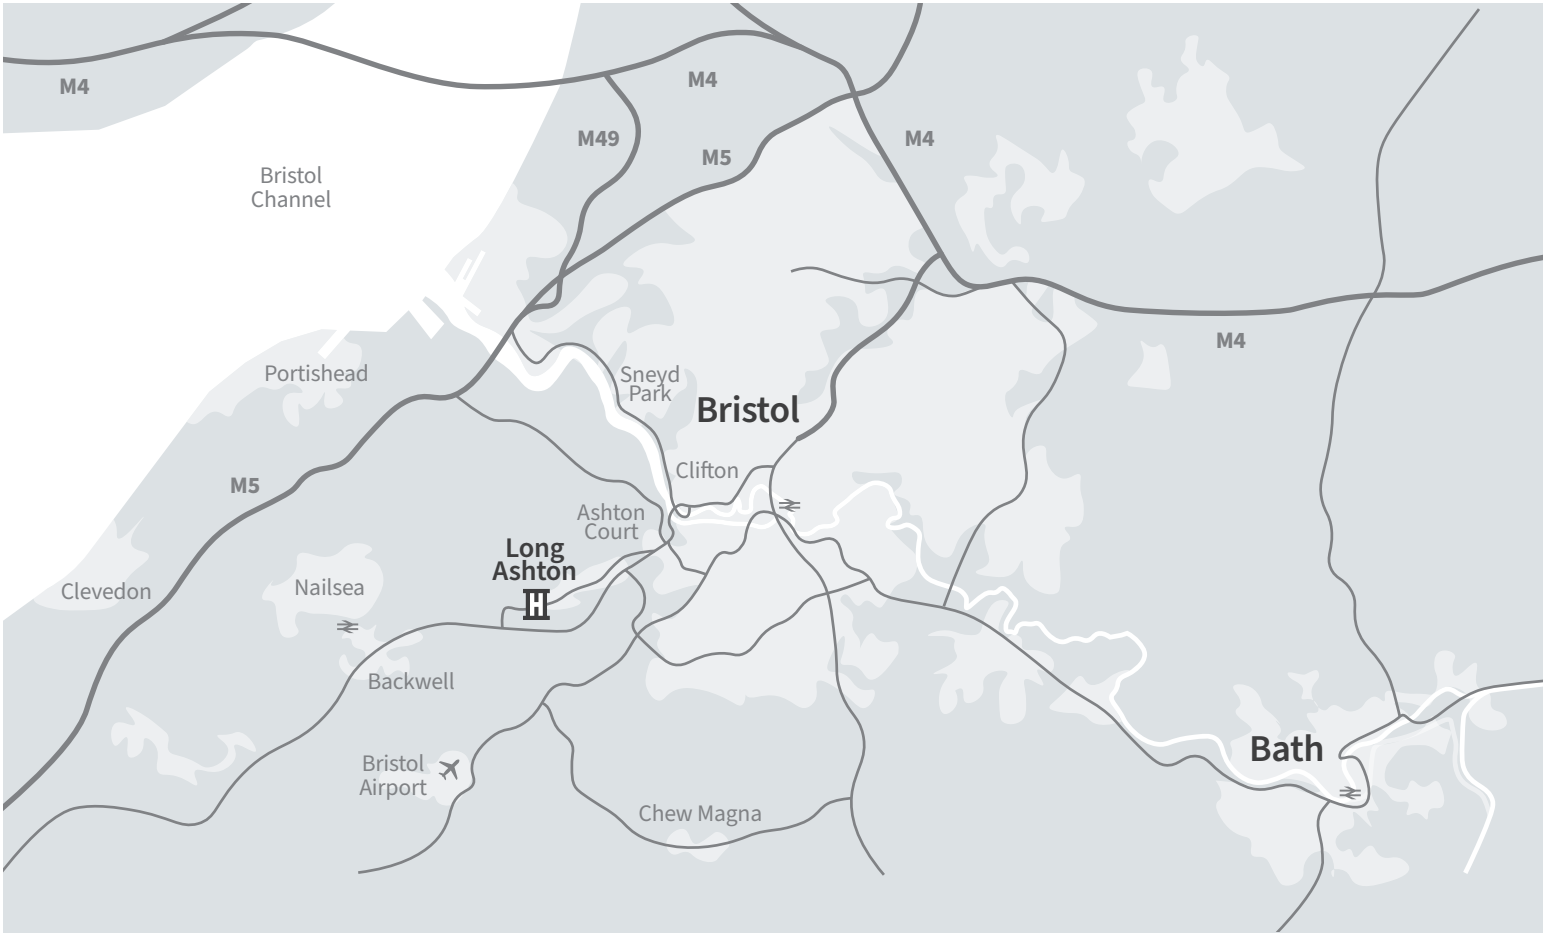 M4
M4
M49
M4
M5
Bristol
Channel
M4
Portishead
Sneyd
Park
Bristol
Clifton
M5
Ashton
Court
Long
Ashton
H
Clevedon
Nailsea
Backwell
Bath
Bristol
Airport
Chew Magna